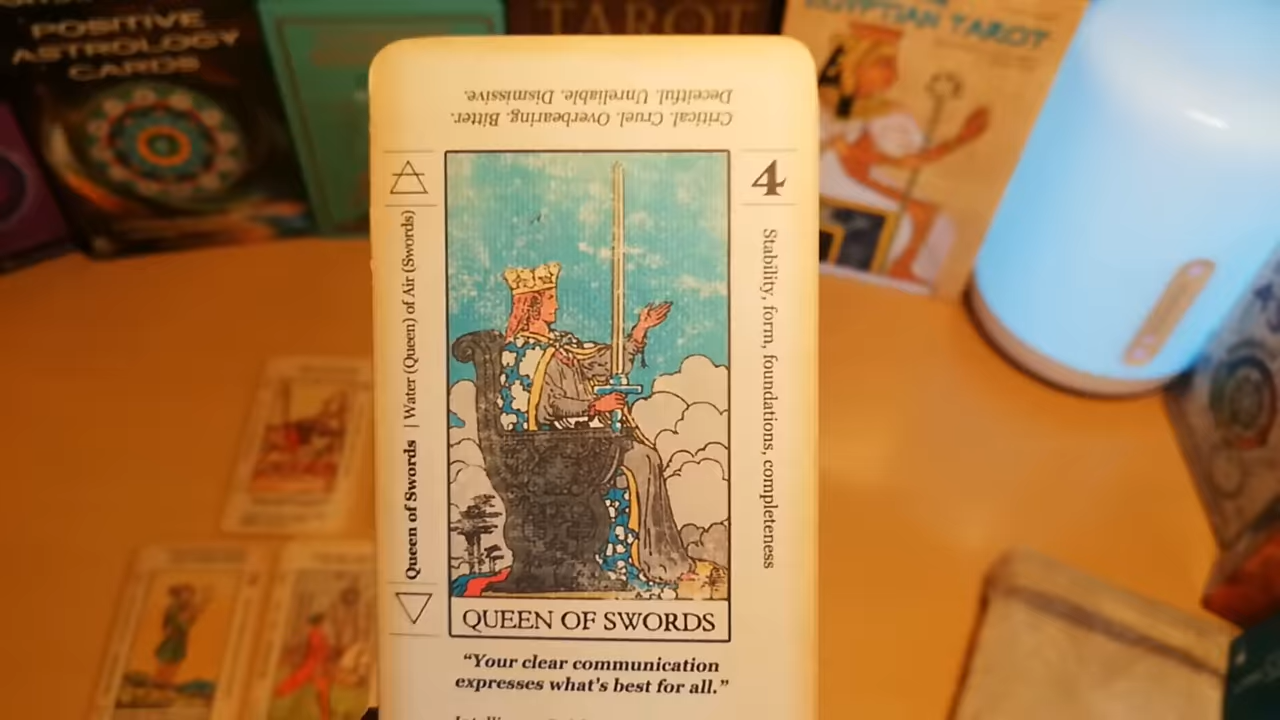 POSITIVE
ASTROLOGY
CARDS
TAROT
EGYPTIAN TAROT
Critical. Cruel. Overbearing. Bitter.
Deceitful. Unreliable. Dismissive.
4
Stability, form, foundations, completeness
Queen of Swords | Water (Queen) of Air (Swords)
QUEEN OF SWORDS
“Your clear communication
expresses what's best for all.”